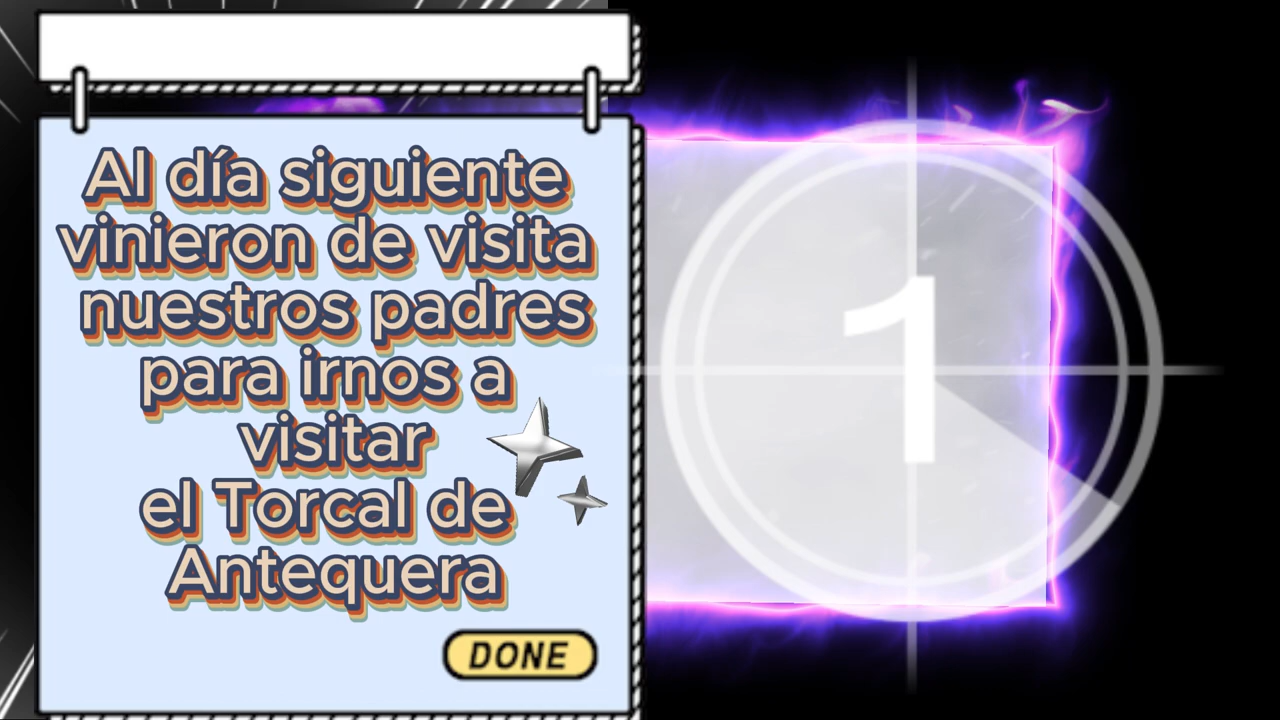 Al día siguiente
vinieron de visita
nuestros padres
para irnos a
visitar
el Torcal de
Antequera
DONE
1